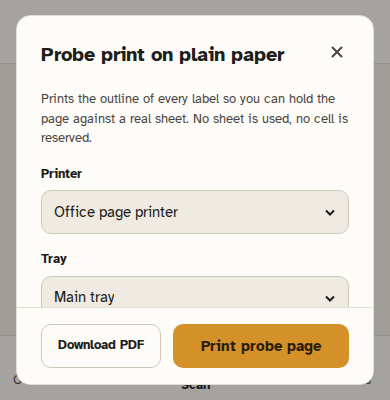 Probe print on plain paper
Prints the outline of every label so you can hold the
page against a real sheet. No sheet is used, no cell is
reserved.
Printer
Office page printer
Tray
Main tray
Download PDF
Print probe page
Scan